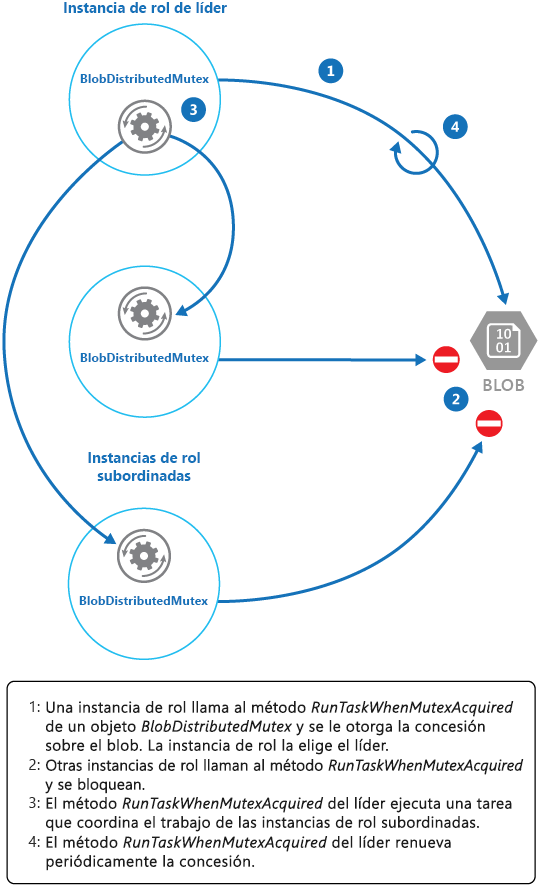 Instancia de rol de líder
BlobDistributedMutex
1
3
4
10
01
BlobDistributedMutex
BLOB
2
Instancias de rol
subordinadas
BlobDistributedMutex
1: Una instancia de rol llama al método RunTaskWhenMutexAcquired
de un objeto BlobDistributedMutex y se le otorga la concesión
sobre el blob. La instancia de rol la elige el líder.
2: Otras instancias de rol llaman al método RunTaskWhenMutexAcquired
y se bloquean.
3: El método RunTaskWhenMutexAcquired del líder ejecuta una tarea
que coordina el trabajo de las instancias de rol subordinadas.
4: El método RunTaskWhenMutexAcquired del líder renueva
periódicamente la concesión.